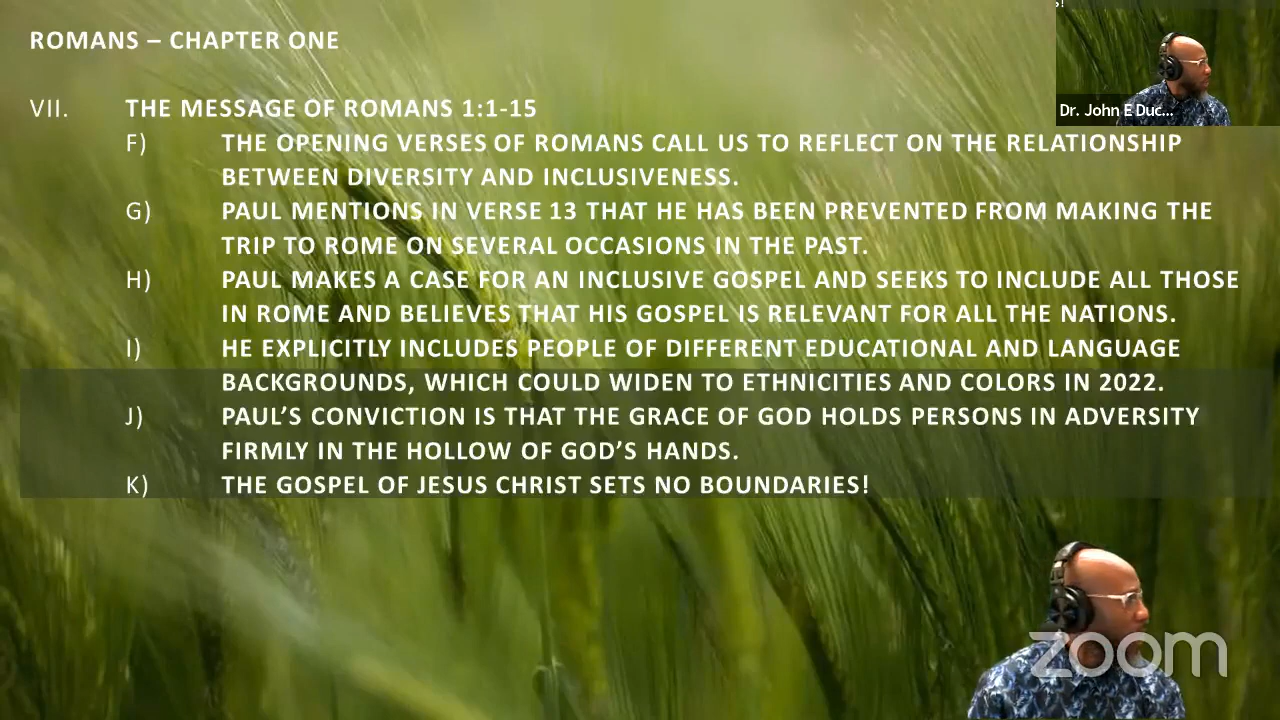 ROMANS – CHAPTER ONE
VII. THE MESSAGE OF ROMANS 1:1-15
F) THE OPENING VERSES OF ROMANS CALL US TO REFLECT ON THE RELATIONSHIP
BETWEEN DIVERSITY AND INCLUSIVENESS.
G) PAUL MENTIONS IN VERSE 13 THAT HE HAS BEEN PREVENTED FROM MAKING THE
TRIP TO ROME ON SEVERAL OCCASIONS IN THE PAST.
H) PAUL MAKES A CASE FOR AN INCLUSIVE GOSPEL AND SEEKS TO INCLUDE ALL THOSE
IN ROME AND BELIEVES THAT HIS GOSPEL IS RELEVANT FOR ALL THE NATIONS.
I) HE EXPLICITLY INCLUDES PEOPLE OF DIFFERENT EDUCATIONAL AND LANGUAGE
BACKGROUNDS, WHICH COULD WIDEN TO ETHNICITIES AND COLORS IN 2022.
J) PAUL’S CONVICTION IS THAT THE GRACE OF GOD HOLDS PERSONS IN ADVERSITY
FIRMLY IN THE HOLLOW OF GOD’S HANDS.
K) THE GOSPEL OF JESUS CHRIST SETS NO BOUNDARIES!
Dr. John E Duc...
zoom